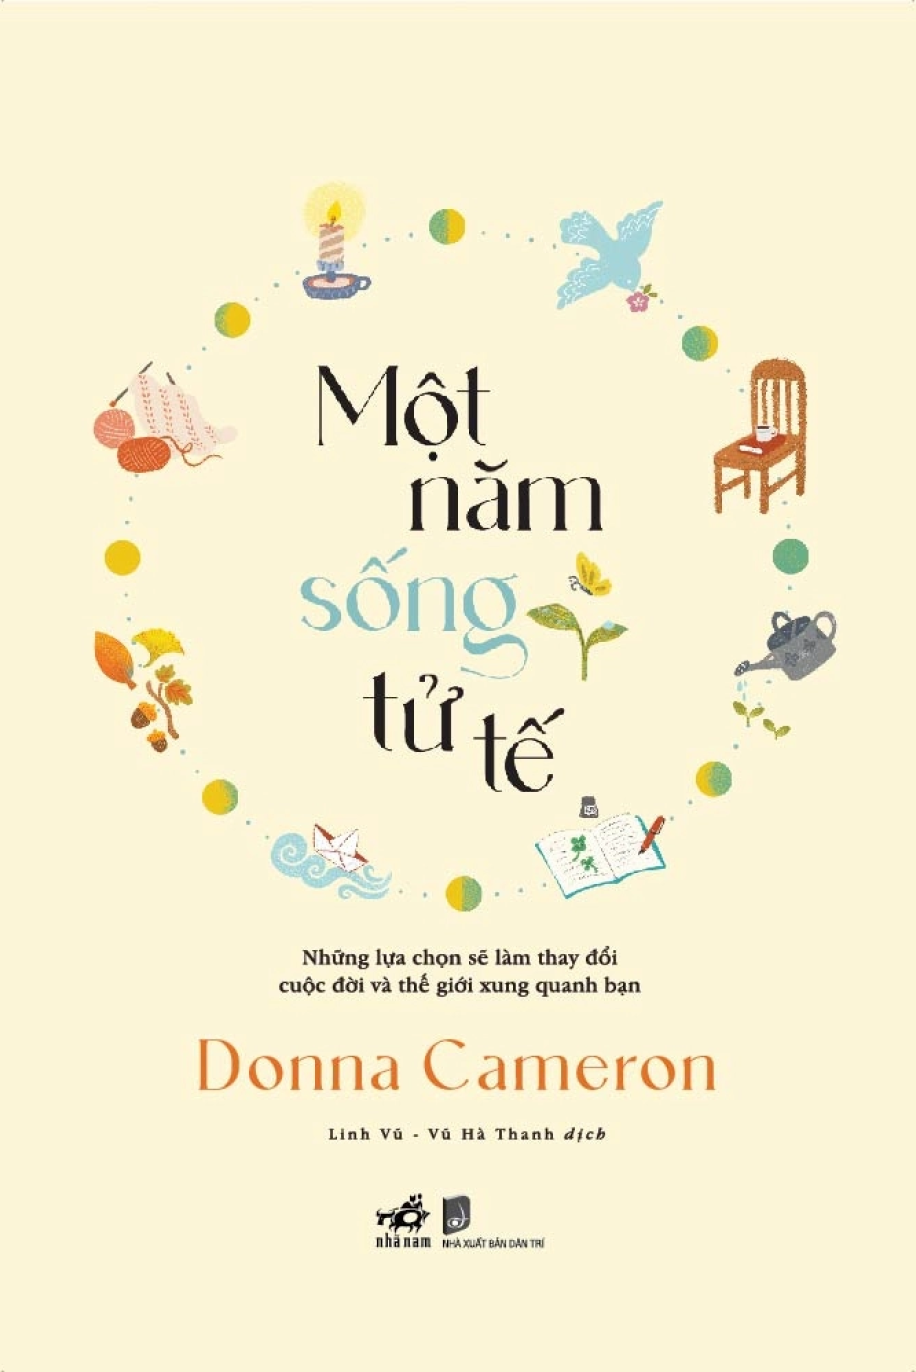 Một
năm
sống
tử tế
Những lựa chọn sẽ làm thay đổi
cuộc đời và thế giới xung quanh bạn
Donna Cameron
Linh Vũ - Vũ Hà Thanh dịch
nhã nam
NHÀ XUẤT BẢN DÂN TRÍ